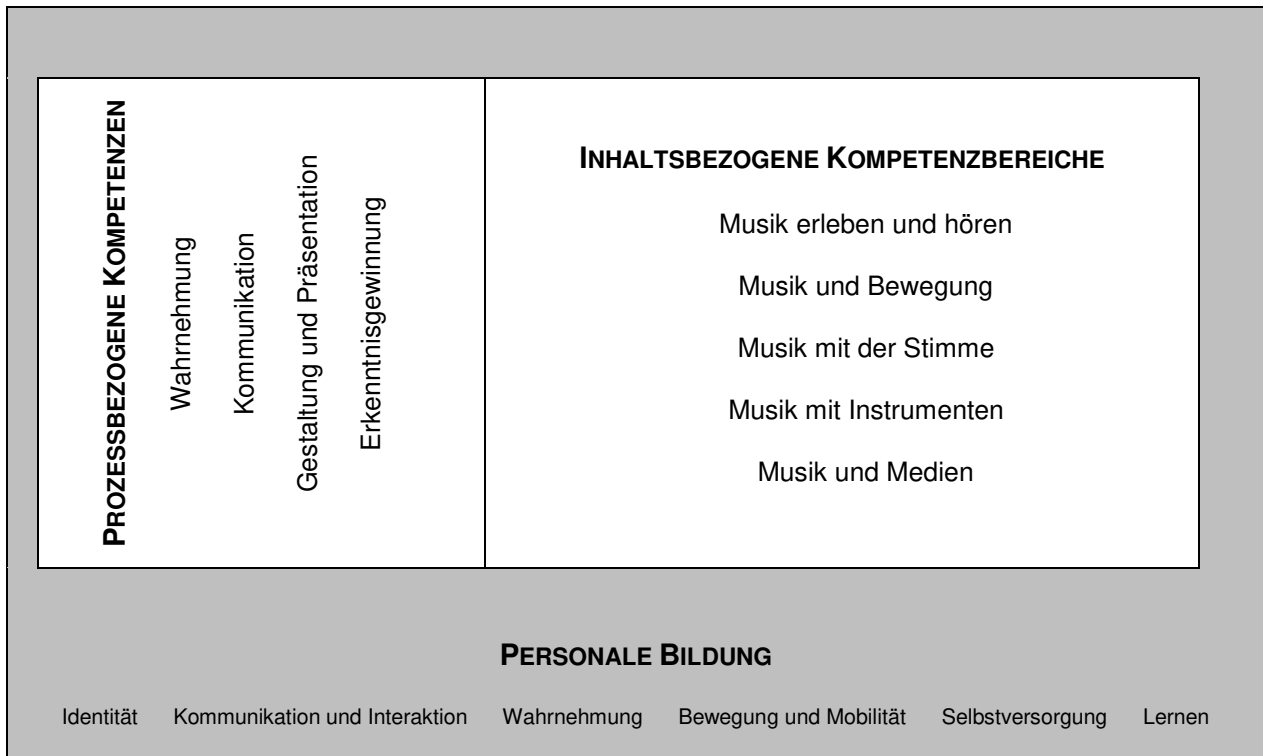 PROZESSBEZOGENE KOMPETENZEN
Wahrnehmung
Kommunikation
Gestaltung und Präsentation
Erkenntnisgewinnung
INHALTSBEZOGENE KOMPETENZBEREICHE
Musik erleben und hören
Musik und Bewegung
Musik mit der Stimme
Musik mit Instrumenten
Musik und Medien
PERSONALE BILDUNG
Identität Kommunikation und Interaktion Wahrnehmung Bewegung und Mobilität Selbstversorgung Lernen